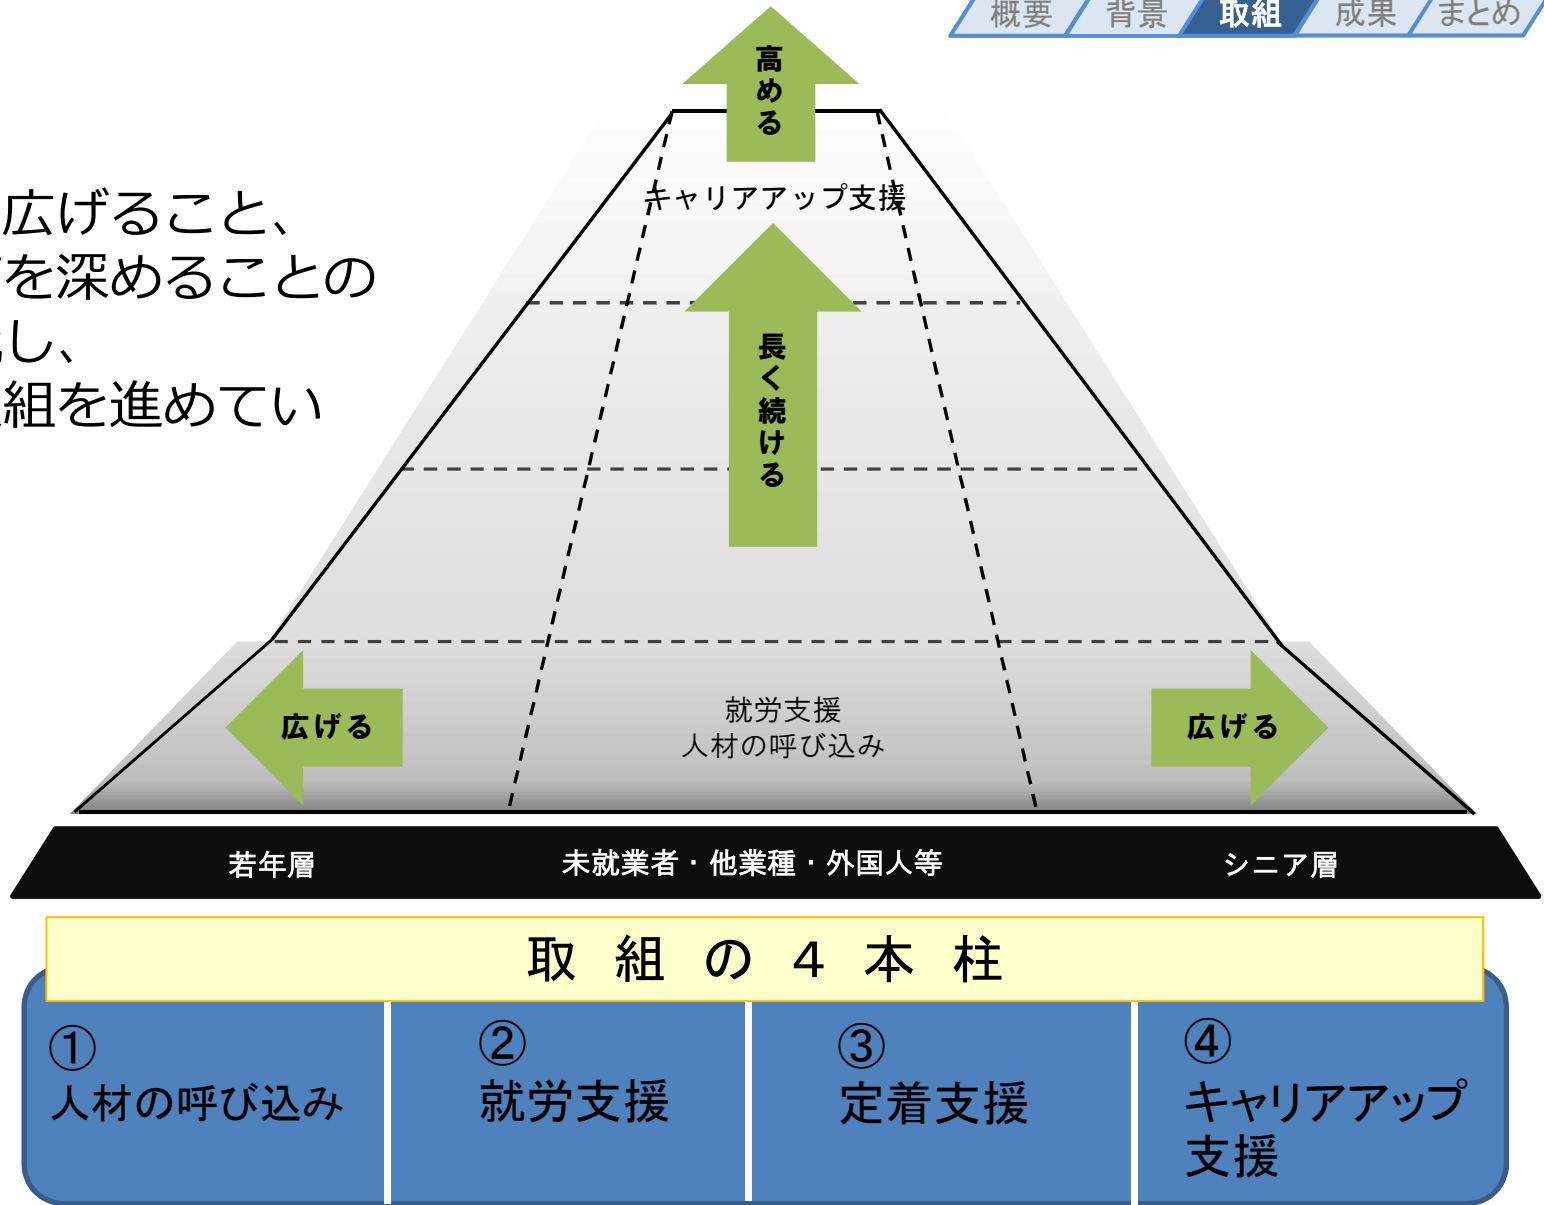 概要 背景 取組 成果 まとめ
高める
広げること、
を深めることの
し、
組を進めてい
キャリアアップ支援
長く続ける
広げる
就労支援
人材の呼び込み
広げる
若年層 未就業者・他業種・外国人等 シニア層
取組の4本柱
① 人材の呼び込み
② 就労支援
③ 定着支援
④ キャリアアップ
支援